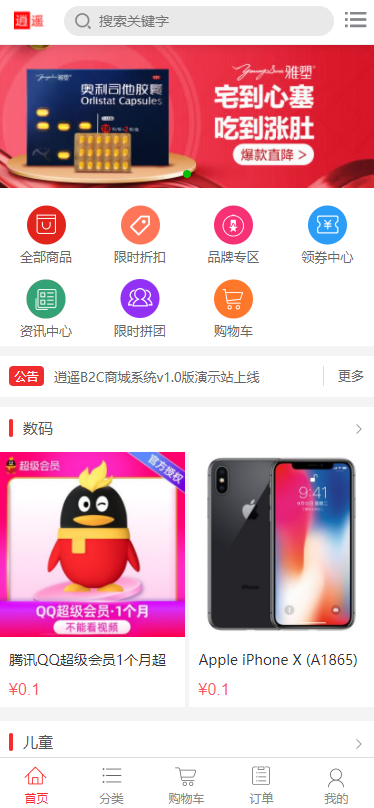 逍遥
搜索关键字
雅塑
奥利司他胶囊
Orlistat Capsules
雅塑
宅到心塞
吃到涨肚
爆款直降 >
全部商品
限时折扣
品牌专区
领券中心
资讯中心
限时拼团
购物车
公告
逍遥B2C商城系统v1.0版演示站上线
更多
数码
超级会员
官方授权
QQ超级会员·1个月
不能看视频
9:41
腾讯QQ超级会员1个月超
¥0.1
iPhone
Apple iPhone X (A1865)
¥0.1
儿童
首页
分类
购物车
订单
我的